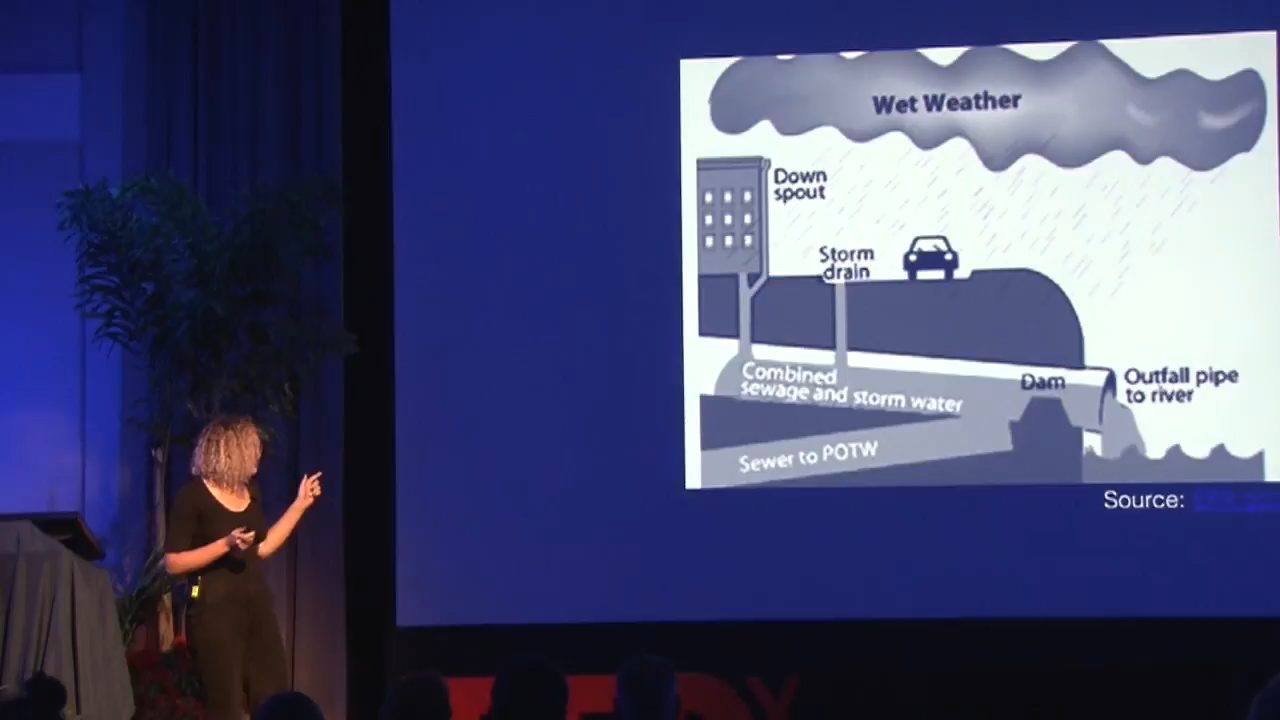 Wet Weather
Down
spout
Storm
drain
Combined
sewage and storm water
Dam
Outfall pipe
to river
Sewer to POTW
Source:
TEDx